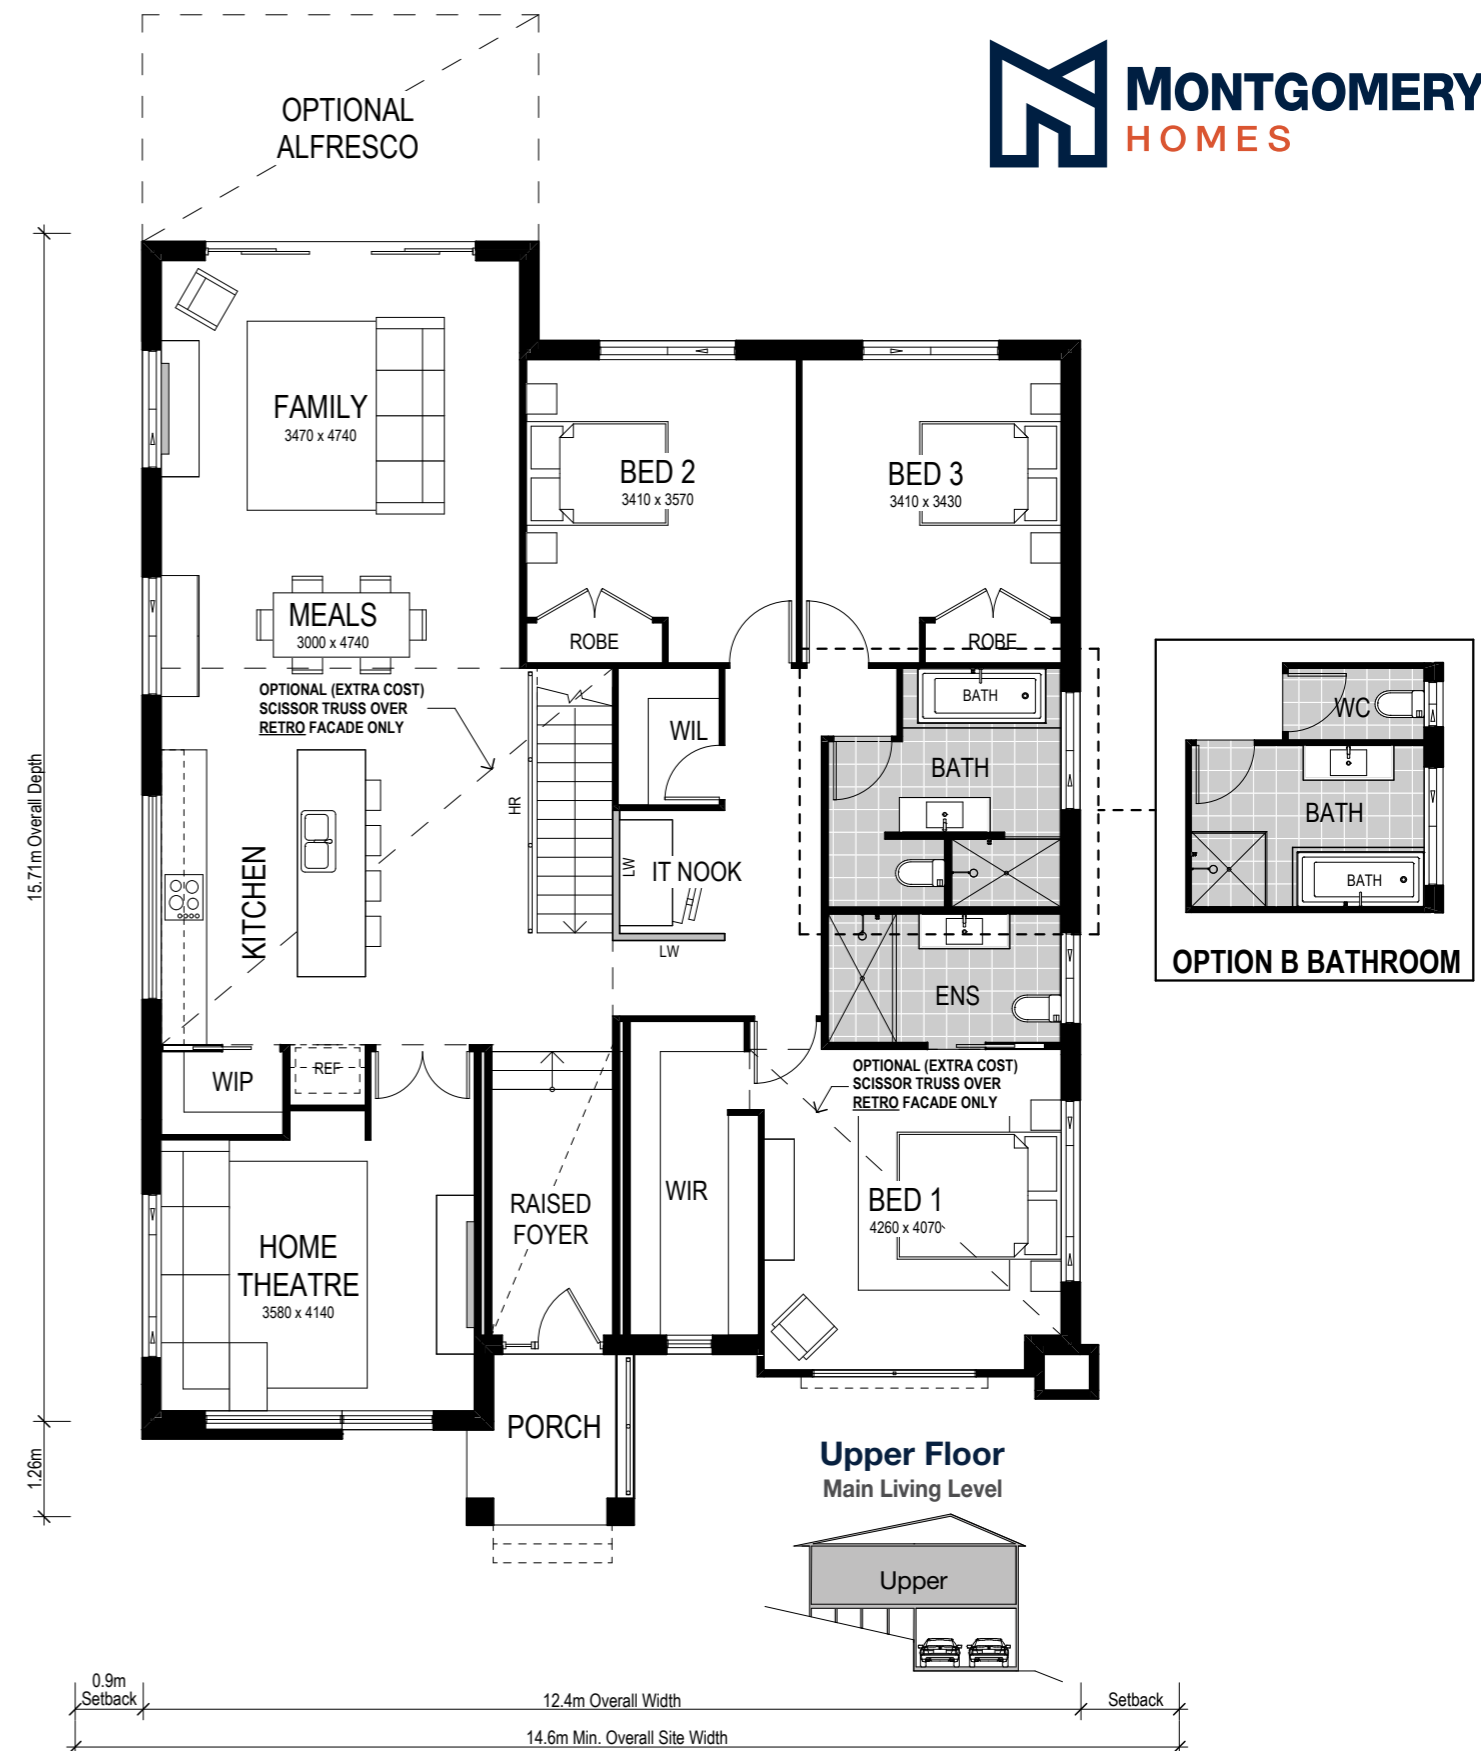 MONTGOMERY
HOMES
OPTIONAL
ALFRESCO
FAMILY
3470 x 4740
BED 2
3410 x 3570
BED 3
3410 x 3430
MEALS
3000 x 4740
ROBE
ROBE
OPTIONAL (EXTRA COST)
SCISSOR TRUSS OVER
RETRO FACADE ONLY
WIL
BATH
BATH
WC
BATH
BATH
OPTION B BATHROOM
HR
KITCHEN
LW
IT NOOK
LW
ENS
15.71m Overall Depth
WIP
REF
OPTIONAL (EXTRA COST)
SCISSOR TRUSS OVER
RETRO FACADE ONLY
RAISED
FOYER
WIR
BED 1
4260 x 4070
HOME
THEATRE
3580 x 4140
PORCH
1.26m
Upper Floor
Main Living Level
Upper
0.9m
Setback
12.4m Overall Width
Setback
14.6m Min. Overall Site Width